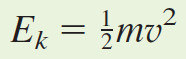 Eₖ = ½mv²